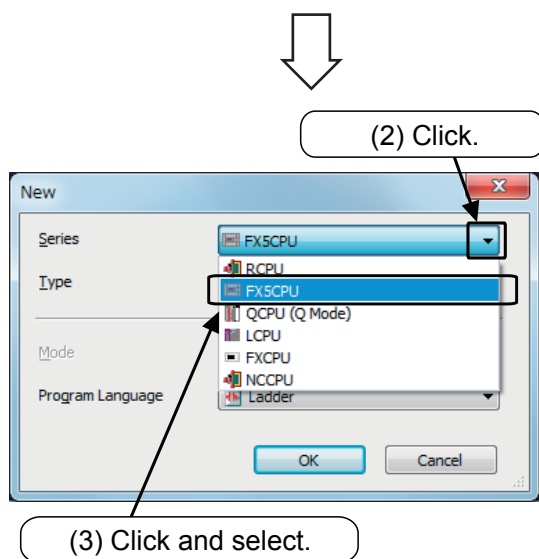 (2) Click.
New
Series
FX5CPU
RCPU
Type
FX5CPU
QCPU (Q Mode)
LCPU
Mode
FXCPU
NCCPU
Program Language
Ladder
OK
Cancel
(3) Click and select.